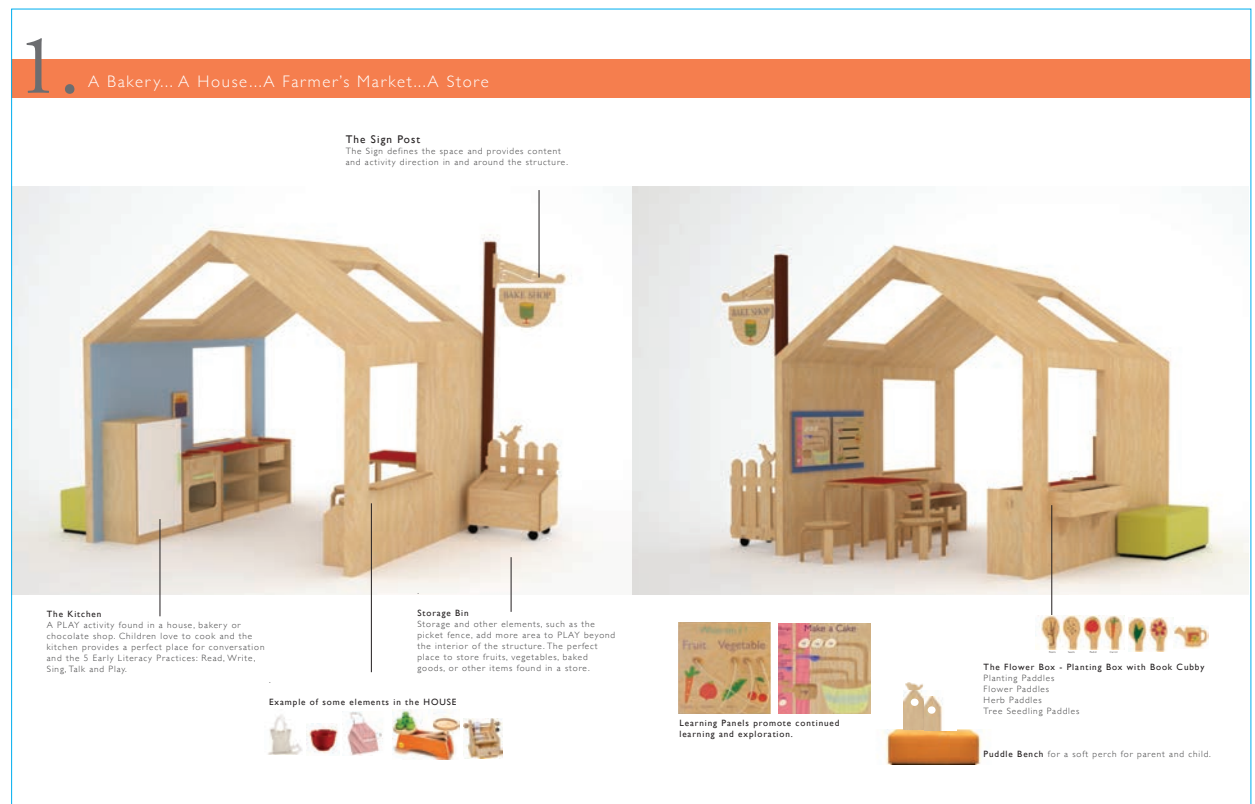 1.
A Bakery... A House...A Farmer's Market...A Store
The Sign Post
The Sign defines the space and provides content
and activity direction in and around the structure.
BAKE SHOP
BAKE SHOP
The Kitchen
A PLAY activity found in a house, bakery or
chocolate shop. Children love to cook and the
kitchen provides a perfect place for conversation
and the 5 Early Literacy Practices: Read, Write,
Sing, Talk and Play.
Storage Bin
Storage and other elements, such as the
picket fence, add more area to PLAY beyond
the interior of the structure. The perfect
place to store fruits, vegetables, baked
goods, or other items found in a store.
Example of some elements in the HOUSE
Fruit Vegetable
Make a Cake
Learning Panels promote continued
learning and exploration.
The Flower Box - Planting Box with Book Cubby
Planting Paddles
Flower Paddles
Herb Paddles
Tree Seedling Paddles
Puddle Bench for a soft perch for parent and child.